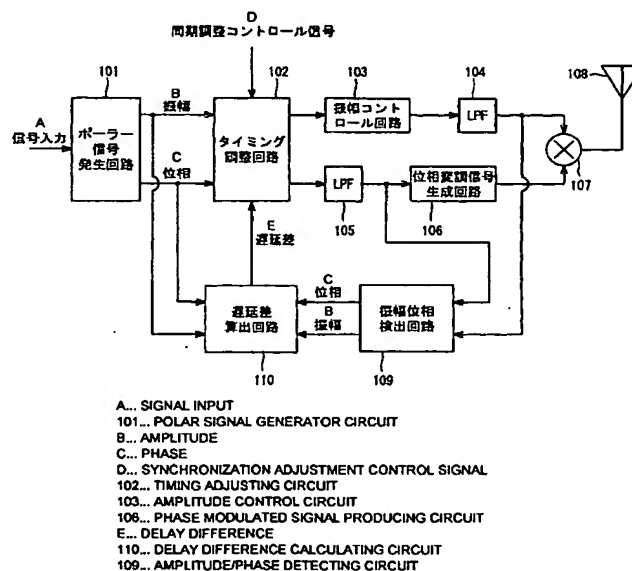 D
同期調整コントロール信号
101
102
103
104
108
A
信号入力
ポーラー
信号
発生回路
B
振幅
C
位相
タイミング
調整回路
振幅コント
ロール回路
LPF
107
LPF
105
位相変調信号
生成回路
106
E
遅延差
遅延差
算出回路
110
C
位相
B
振幅
振幅位相
検出回路
109
A... SIGNAL INPUT
101... POLAR SIGNAL GENERATOR CIRCUIT
B... AMPLITUDE
C... PHASE
D... SYNCHRONIZATION ADJUSTMENT CONTROL SIGNAL
102... TIMING ADJUSTING CIRCUIT
103... AMPLITUDE CONTROL CIRCUIT
106... PHASE MODULATED SIGNAL PRODUCING CIRCUIT
E... DELAY DIFFERENCE
110... DELAY DIFFERENCE CALCULATING CIRCUIT
109... AMPLITUDE/PHASE DETECTING CIRCUIT